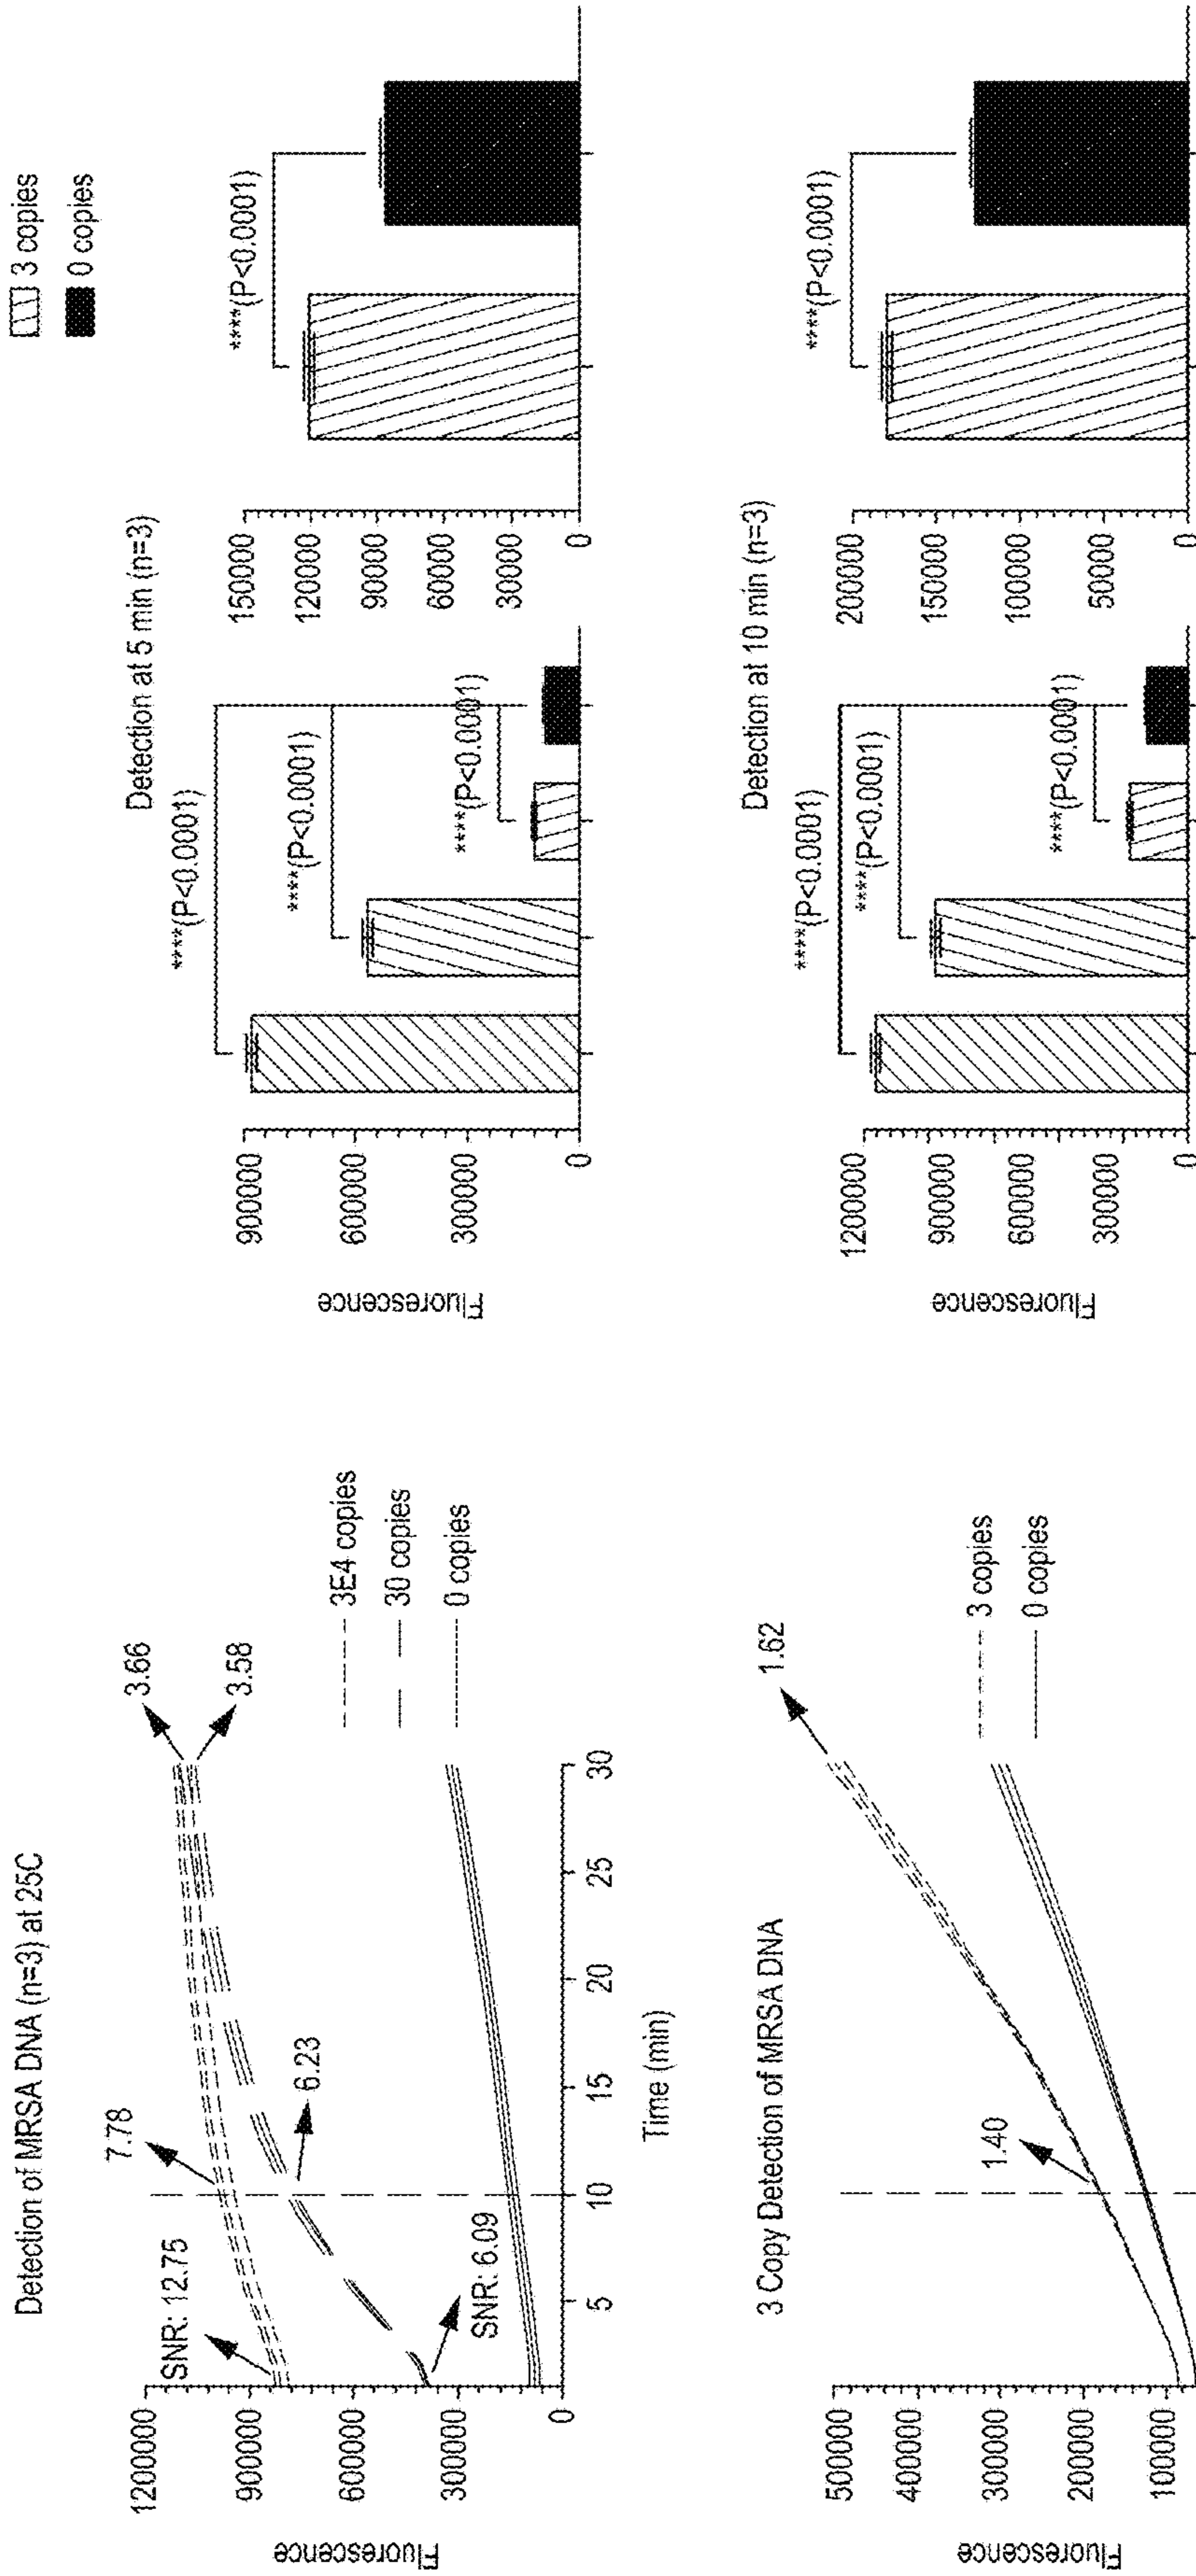 Detection of MRSA DNA (n=3) at 25C
Fluorescence
1200000
900000
600000
300000
0
SNR: 12.75
7.78
3.66
3.58
6.23
SNR: 6.09
3E4 copies
30 copies
0 copies
5
10
15
20
25
30
Time (min)
3 Copy Detection of MRSA DNA
Fluorescence
500000
400000
300000
200000
100000
1.40
1.62
3 copies
0 copies
3 copies
0 copies
Detection at 5 min (n=3)
Fluorescence
900000
600000
300000
0
****(P<0.0001)
****(P<0.0001)
****(P<0.0001)
150000
120000
90000
60000
30000
0
****(P<0.0001)
Detection at 10 min (n=3)
Fluorescence
1200000
900000
600000
300000
0
****(P<0.0001)
****(P<0.0001)
****(P<0.0001)
200000
150000
100000
50000
0
****(P<0.0001)